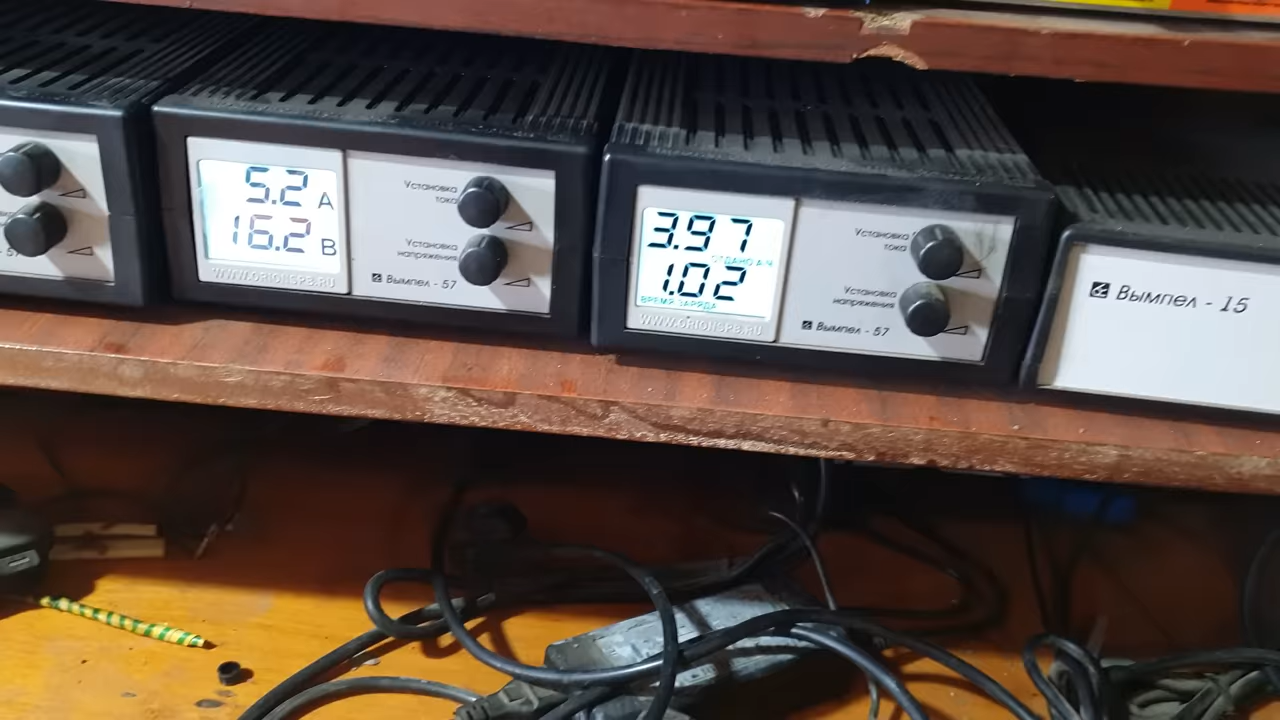 5.2 А
16.2 В
WWW.ORIONSPB.RU
Установка
тока
Установка
напряжения
Вымпел - 57
3.97
ОТДАНО А·Ч
1.02
ВРЕМЯ ЗАРЯДА
WWW.ORIONSPB.RU
Установка
тока
Установка
напряжения
Вымпел - 57
Вымпел - 15